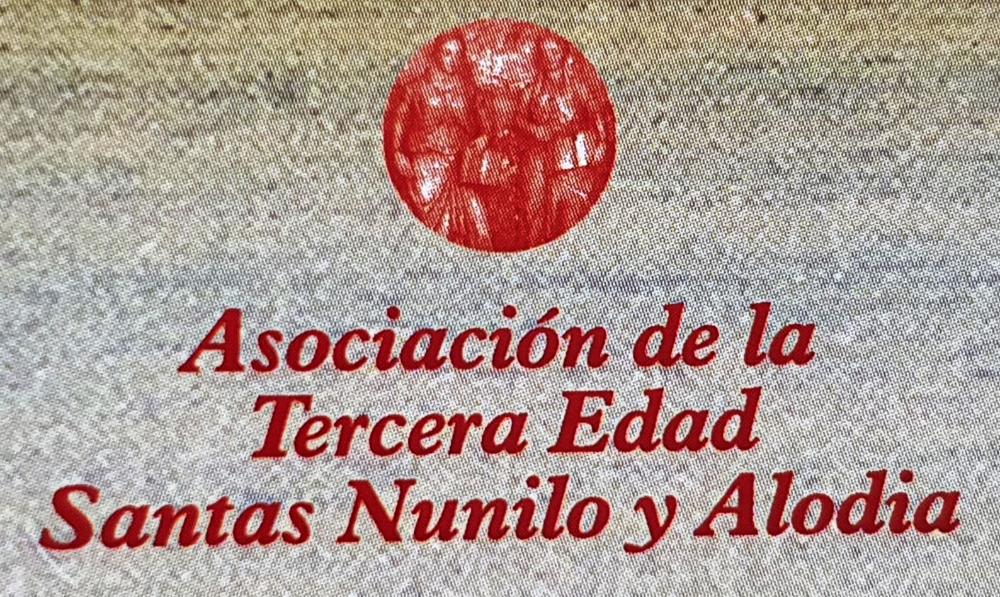 Asociación de la
Tercera Edad
Santas Nunilo y Alodia